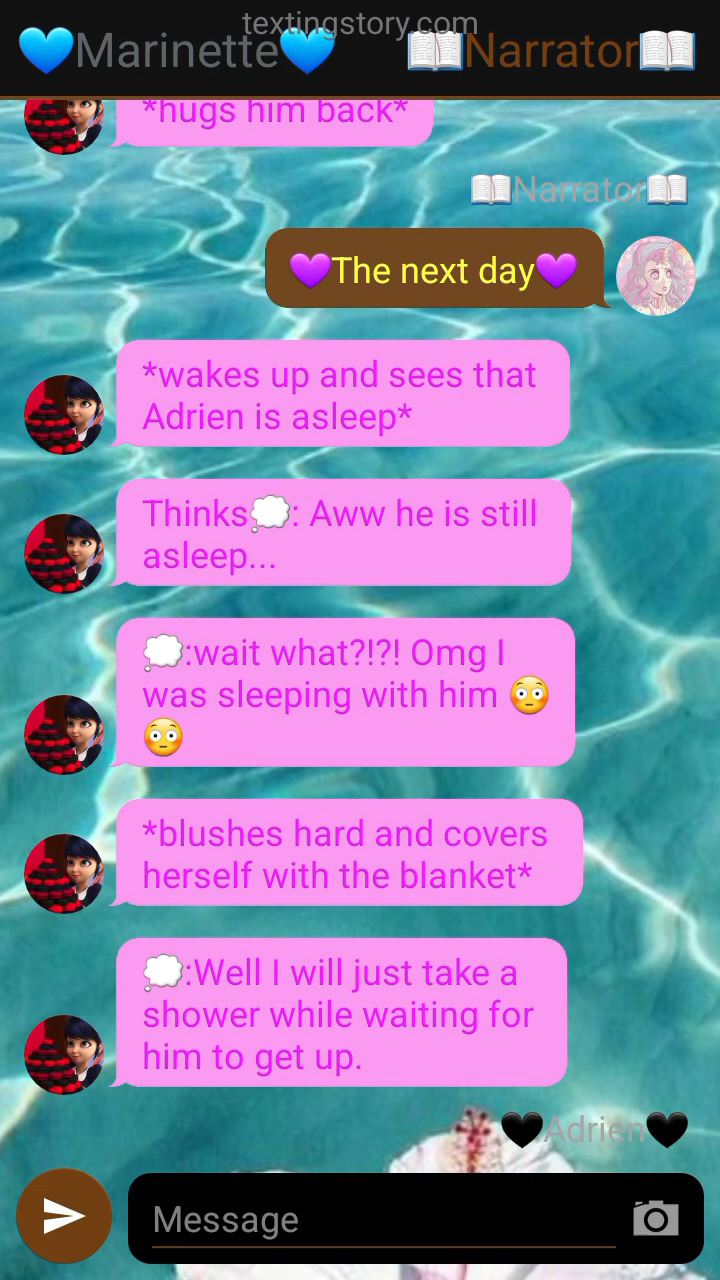 textingstory.com
💙Marinette💙 📖Narrator📖
*hugs him back*
📖Narrator📖
💜The next day💜
*wakes up and sees that
Adrien is asleep*
Thinks💭: Aww he is still
asleep...
💭:wait what?!?! Omg I
was sleeping with him 😳
😳
*blushes hard and covers
herself with the blanket*
💭:Well I will just take a
shower while waiting for
him to get up.
🖤Adrien🖤
Message